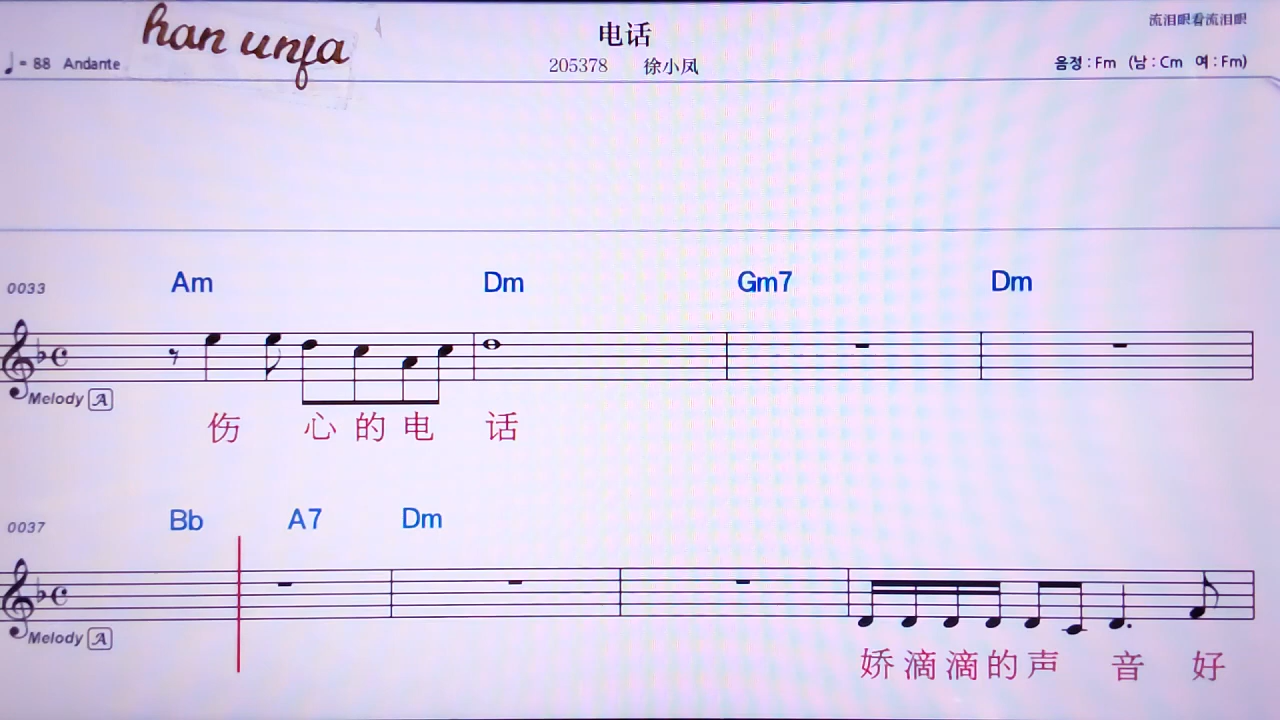 han unfa
电话
流泪眼看流泪眼
♩= 88 Andante
205378 徐小凤
음정 : Fm (남 : Cm 여 : Fm)
0033 Am Dm Gm7 Dm
Melody A
伤 心 的 电 话
0037 Bb A7 Dm
Melody A
娇 滴 滴 的 声 音 好